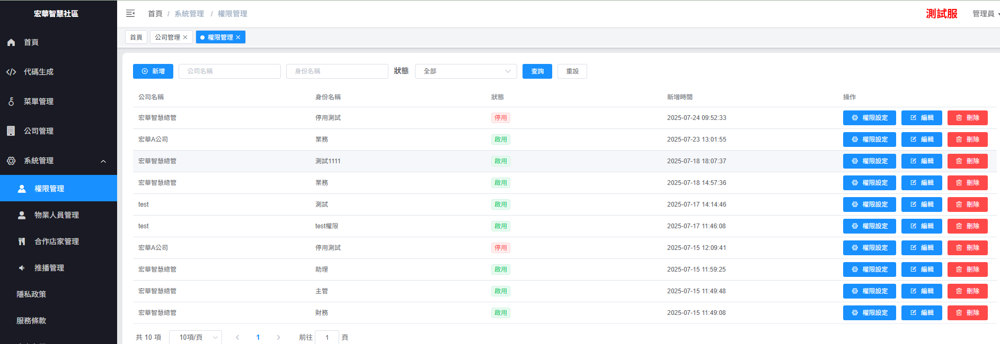 宏華智慧社區
首頁
代碼生成
菜單管理
公司管理
系統管理
權限管理
物業人員管理
合作店家管理
推播管理
隱私政策
服務條款
首頁 / 系統管理 / 權限管理
測試服 管理員
首頁 公司管理 權限管理
新增 公司名稱 身份名稱 狀態 全部 查詢 重設
公司名稱 身份名稱 狀態 新增時間 操作
宏華智慧總管 停用測試 停用 2025-07-24 09:52:33 權限設定 編輯 刪除
宏華A公司 業務 啟用 2025-07-23 13:01:55 權限設定 編輯 刪除
宏華智慧總管 測試1111 啟用 2025-07-18 18:07:37 權限設定 編輯 刪除
宏華智慧總管 業務 啟用 2025-07-18 14:57:36 權限設定 編輯 刪除
test 測試 啟用 2025-07-17 14:14:46 權限設定 編輯 刪除
test test權限 啟用 2025-07-17 11:46:08 權限設定 編輯 刪除
宏華A公司 停用測試 停用 2025-07-15 12:09:41 權限設定 編輯 刪除
宏華智慧總管 助理 啟用 2025-07-15 11:59:25 權限設定 編輯 刪除
宏華智慧總管 主管 啟用 2025-07-15 11:49:48 權限設定 編輯 刪除
宏華智慧總管 財務 啟用 2025-07-15 11:49:08 權限設定 編輯 刪除
共 10 項 10項/頁 1 前往 1 頁